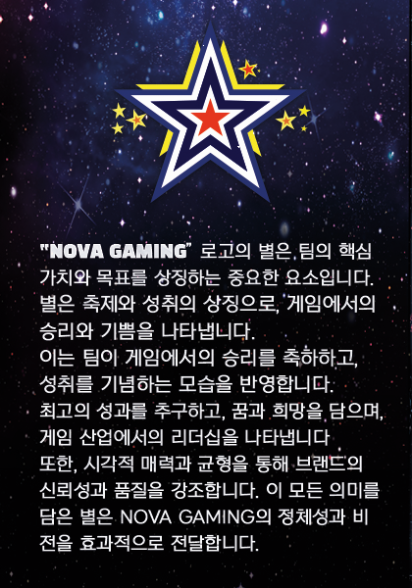 "NOVA GAMING" 로고의 별은 팀의 핵심
가치와 목표를 상징하는 중요한 요소입니다.
별은 축제와 성취의 상징으로, 게임에서의
승리와 기쁨을 나타냅니다.
이는 팀이 게임에서의 승리를 축하하고,
성취를 기념하는 모습을 반영합니다.
최고의 성과를 추구하고, 꿈과 희망을 담으며,
게임 산업에서의 리더십을 나타냅니다
또한, 시각적 매력과 균형을 통해 브랜드의
신뢰성과 품질을 강조합니다. 이 모든 의미를
담은 별은 NOVA GAMING의 정체성과 비
전을 효과적으로 전달합니다.